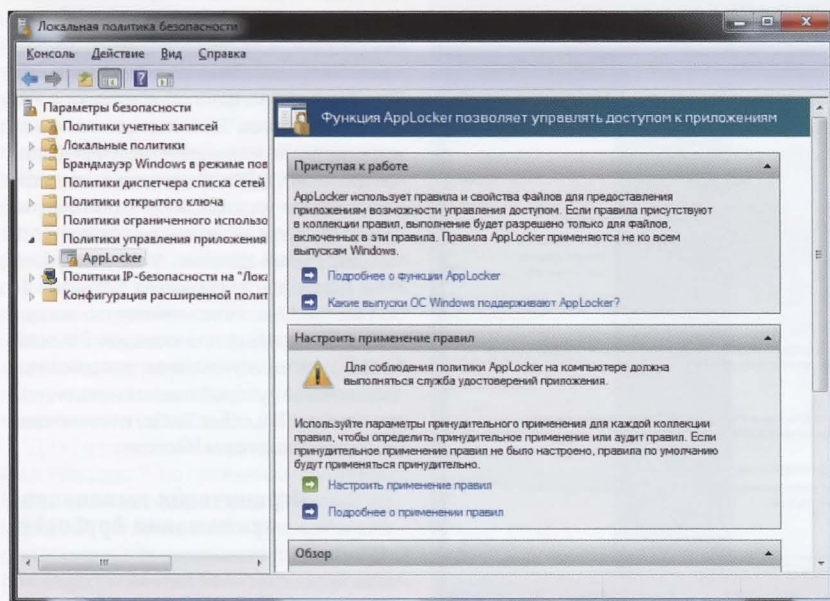 Локальная политика безопасности
Консоль Действие Вид Справка
Параметры безопасности
Политики учетных записей
Локальные политики
Брандмауэр Windows в режиме пов
Политики диспетчера списка сетей
Политики открытого ключа
Политики ограниченного использо
Политики управления приложения
AppLocker
Политики IP-безопасности на "Лока
Конфигурация расширенной полит
Функция AppLocker позволяет управлять доступом к приложениям
Приступая к работе
AppLocker использует правила и свойства файлов для предоставления
приложениям возможности управления доступом. Если правила присутствуют
в коллекции правил, выполнение будет разрешено только для файлов,
включенных в эти правила. Правила AppLocker применяются не ко всем
выпускам Windows.
Подробнее о функции AppLocker
Какие выпуски ОС Windows поддерживают AppLocker?
Настроить применение правил
Для соблюдения политики AppLocker на компьютере должна
выполняться служба удостоверений приложения.
Используйте параметры принудительного применения для каждой коллекции
правил, чтобы определить принудительное применение или аудит правил. Если
принудительное применение правил не было настроено, правила по умолчанию
будут применяться принудительно.
Настроить применение правил
Подробнее о применении правил
Обзор